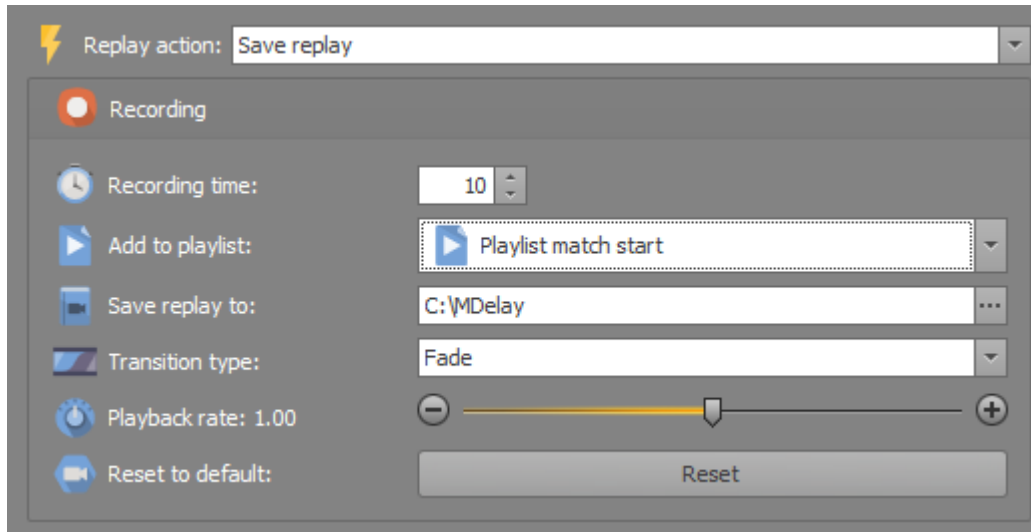 Replay action: Save replay
Recording
Recording time: 10
Add to playlist: Playlist match start
Save replay to: C:\MDelay
Transition type: Fade
Playback rate: 1.00
Reset to default: Reset